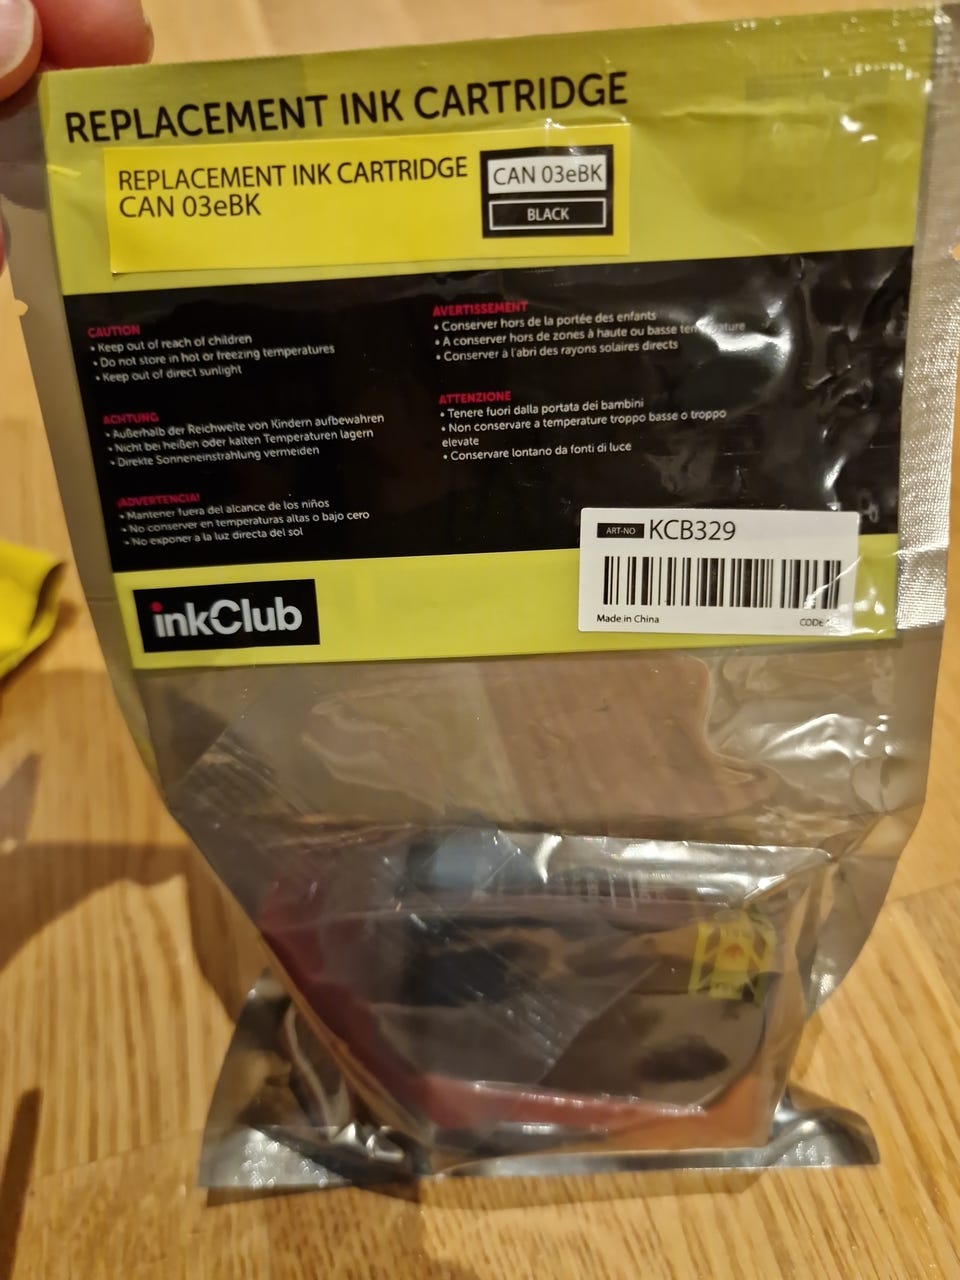 REPLACEMENT INK CARTRIDGE
REPLACEMENT INK CARTRIDGE
CAN 03eBK
CAN 03eBK
BLACK
CAUTION
• Keep out of reach of children
• Do not store in hot or freezing temperatures
• Keep out of direct sunlight
ACHTUNG
• Außerhalb der Reichweite von Kindern aufbewahren
• Nicht bei heißen oder kalten Temperaturen lagern
• Direkte Sonneneinstrahlung vermeiden
¡ADVERTENCIA!
• Mantener fuera del alcance de los niños
• No conserver en temperaturas altas o bajo cero
• No exponer a la luz directa del sol
AVERTISSEMENT
• Conserver hors de la portée des enfants
• A conserver hors de zones à haute ou basse température
• Conserver à l'abri des rayons solaires directs
ATTENZIONE
• Tenere fuori dalla portata dei bambini
• Non conservare a temperature troppo basse o troppo
elevate
• Conservare lontano da fonti di luce
ART-NO KCB329
Made in China
CODE
inkClub